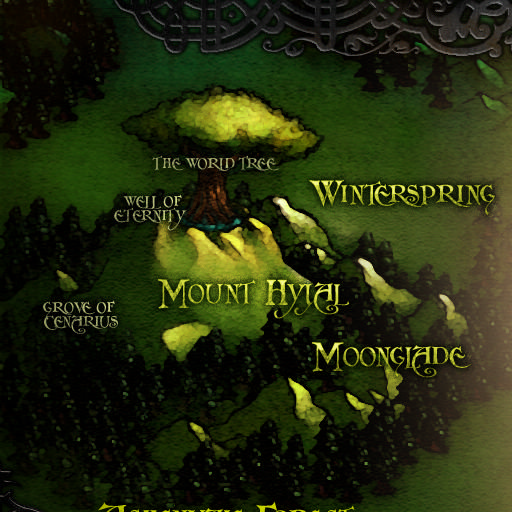 THE WORLD TREE
WINTERSPRING
WELL OF
ETERNITY
MOUNT HYJAL
GROVE OF
CENARIUS
MOONGLADE